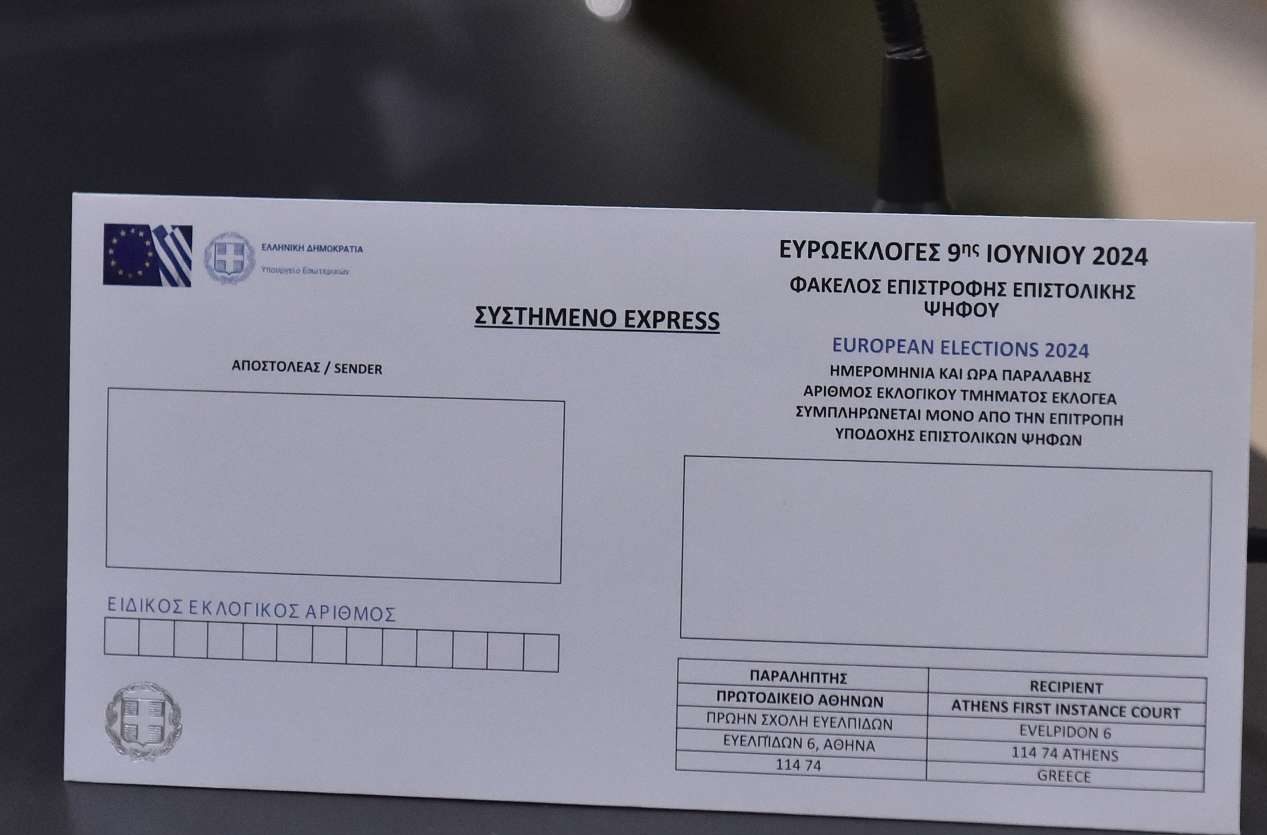 ΕΛΛΗΝΙΚΗ ΔΗΜΟΚΡΑΤΙΑ
Υπουργείο Εσωτερικών
ΣΥΣΤΗΜΕΝΟ EXPRESS
ΑΠΟΣΤΟΛΕΑΣ / SENDER
ΕΙΔΙΚΟΣ ΕΚΛΟΓΙΚΟΣ ΑΡΙΘΜΟΣ
ΕΥΡΩΕΚΛΟΓΕΣ 9ης ΙΟΥΝΙΟΥ 2024
ΦΑΚΕΛΟΣ ΕΠΙΣΤΡΟΦΗΣ ΕΠΙΣΤΟΛΙΚΗΣ
ΨΗΦΟΥ
EUROPEAN ELECTIONS 2024
ΗΜΕΡΟΜΗΝΙΑ ΚΑΙ ΩΡΑ ΠΑΡΑΛΑΒΗΣ
ΑΡΙΘΜΟΣ ΕΚΛΟΓΙΚΟΥ ΤΜΗΜΑΤΟΣ ΕΚΛΟΓΕΑ
ΣΥΜΠΛΗΡΩΝΕΤΑΙ ΜΟΝΟ ΑΠΟ ΤΗΝ ΕΠΙΤΡΟΠΗ
ΥΠΟΔΟΧΗΣ ΕΠΙΣΤΟΛΙΚΩΝ ΨΗΦΩΝ
ΠΑΡΑΛΗΠΤΗΣ
ΠΡΩΤΟΔΙΚΕΙΟ ΑΘΗΝΩΝ
ΠΡΩΗΝ ΣΧΟΛΗ ΕΥΕΛΠΙΔΩΝ
ΕΥΕΛΠΙΔΩΝ 6, ΑΘΗΝΑ
114 74
RECIPIENT
ATHENS FIRST INSTANCE COURT
EVELPIDON 6
114 74 ATHENS
GREECE